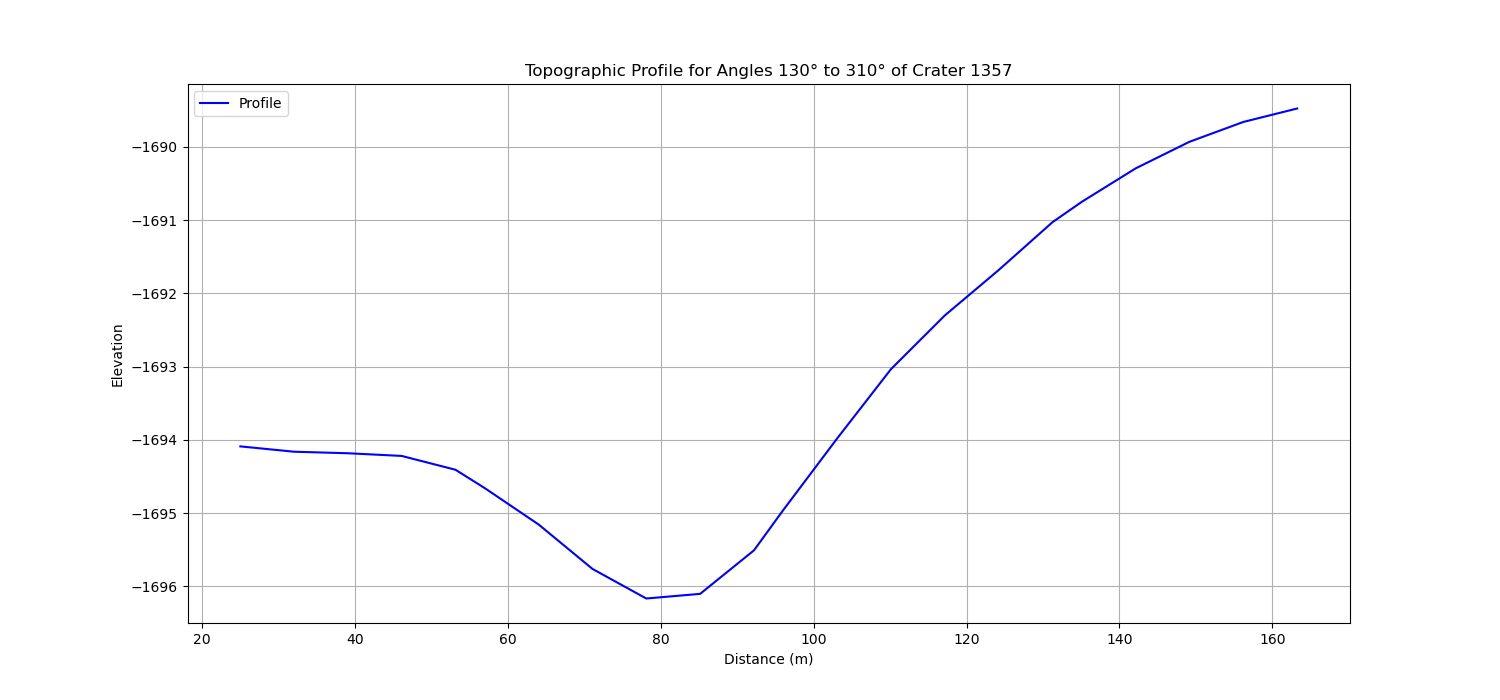 Topographic Profile for Angles 130° to 310° of Crater 1357
Profile
−1690
−1691
−1692
−1693
−1694
−1695
−1696
Elevation
20 40 60 80 100 120 140 160
Distance (m)